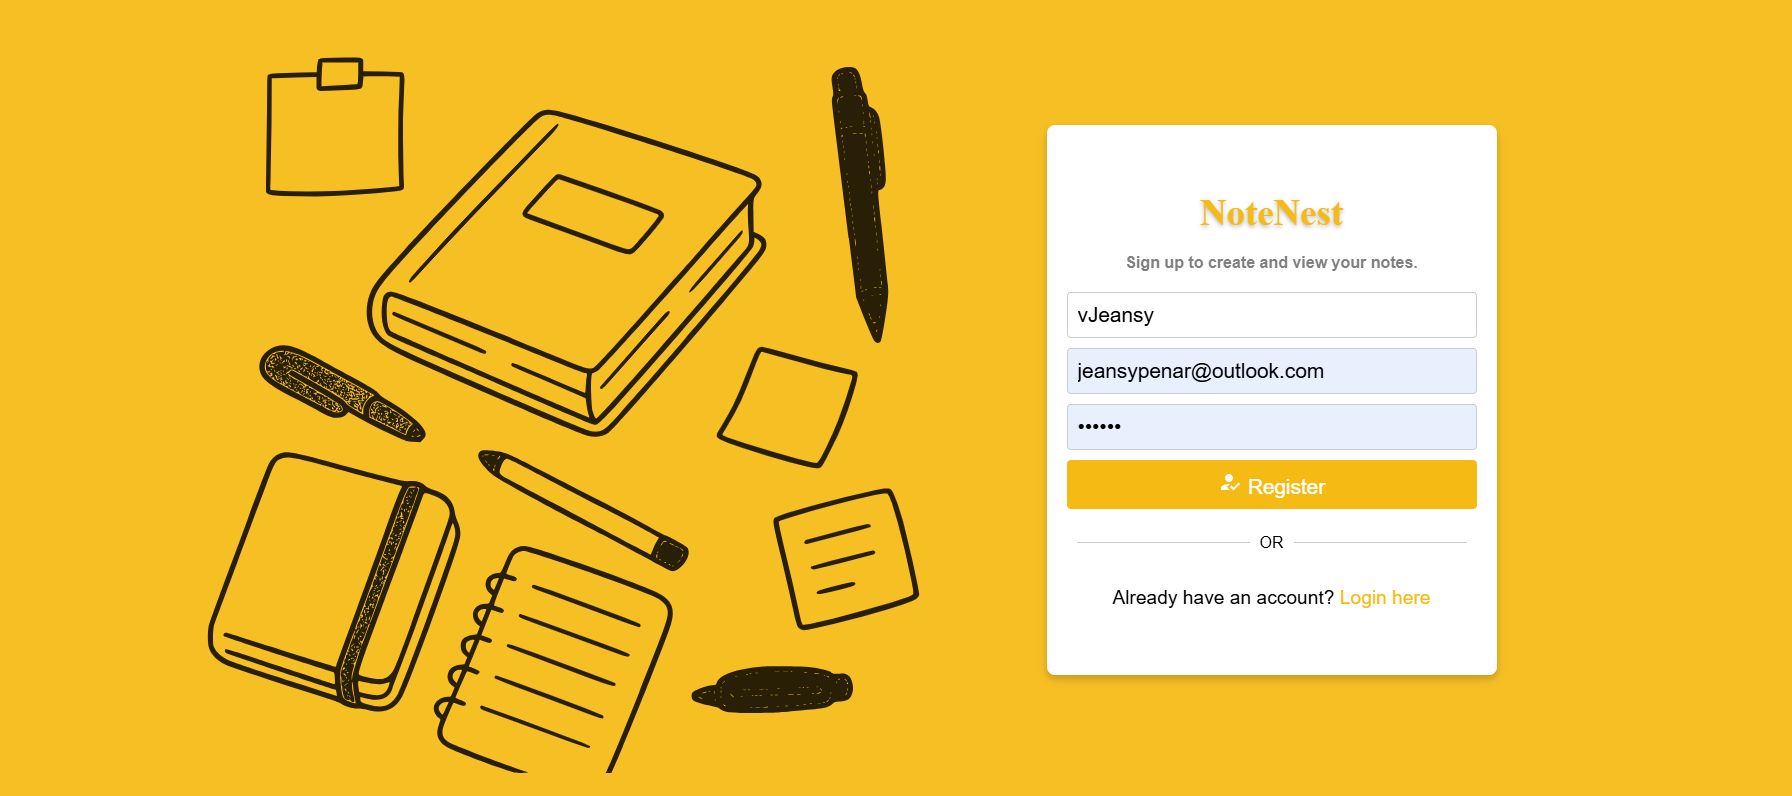 NoteNest
Sign up to create and view your notes.
vJeansy
jeansypenar@outlook.com
••••••
Register
OR
Already have an account? Login here